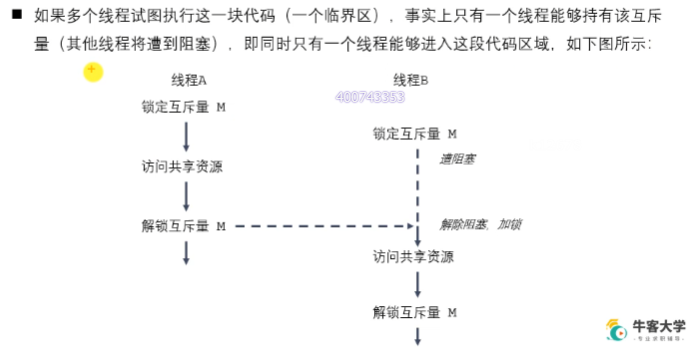 ■ 如果多个线程试图执行这一块代码（一个临界区），事实上只有一个线程能够持有该互斥
量（其他线程将遭到阻塞），即同时只有一个线程能够进入这段代码区域，如下图所示：
线程A
线程B
400743353
锁定互斥量 M
锁定互斥量 M
遭阻塞
访问共享资源
解锁互斥量 M
解除阻塞，加锁
访问共享资源
解锁互斥量 M
牛客大学